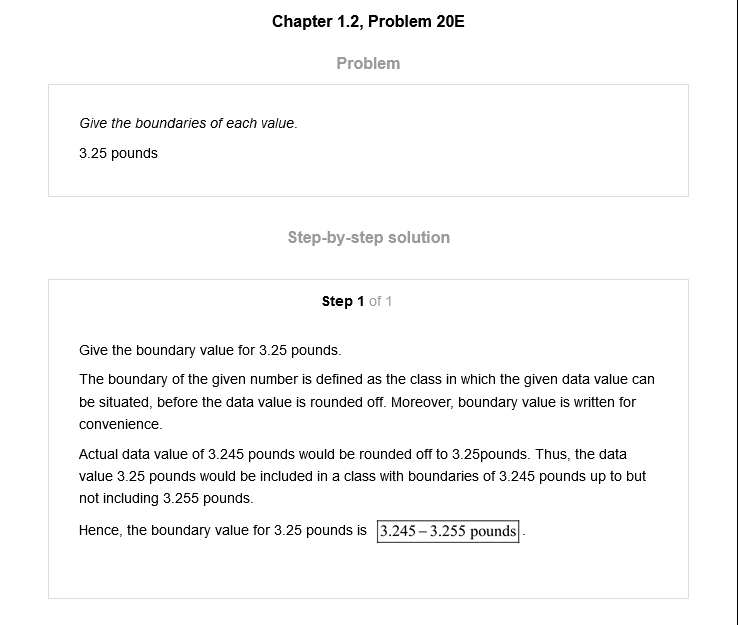 Chapter 1.2, Problem 20E
Problem
Give the boundaries of each value.
3.25 pounds
Step-by-step solution
Step 1 of 1
Give the boundary value for 3.25 pounds.
The boundary of the given number is defined as the class in which the given data value can
be situated, before the data value is rounded off. Moreover, boundary value is written for
convenience.
Actual data value of 3.245 pounds would be rounded off to 3.25pounds. Thus, the data
value 3.25 pounds would be included in a class with boundaries of 3.245 pounds up to but
not including 3.255 pounds.
Hence, the boundary value for 3.25 pounds is 3.245 – 3.255 pounds.